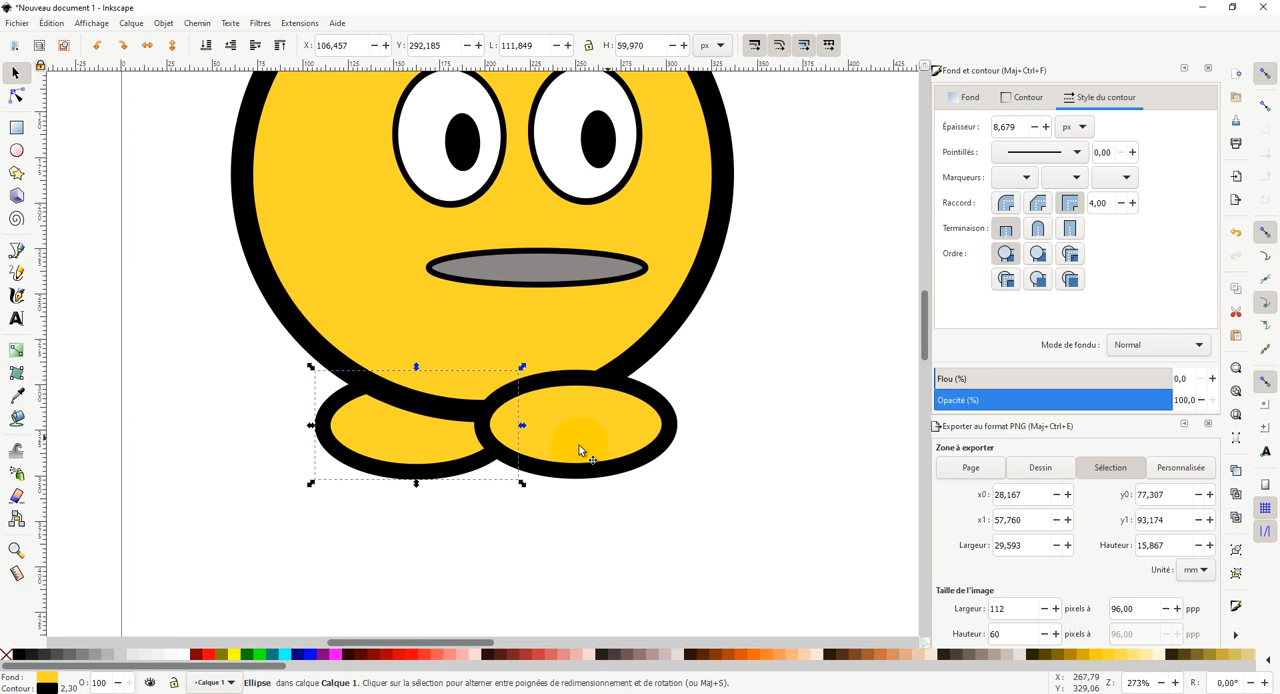 *Nouveau document 1 - Inkscape
Fichier Édition Affichage Calque Objet Chemin Texte Filtres Extensions Aide
X: 106,457 Y: 292,185 L: 111,849 H: 59,970 px
Fond et contour (Maj+Ctrl+F)
Fond Contour Style du contour
Épaisseur : 8,679 px
Pointillés : 0,00
Marqueurs :
Raccord : 4,00
Terminaison :
Ordre :
Mode de fondu : Normal
Flou (%) 0,0
Opacité (%) 100,0
Exporter au format PNG (Maj+Ctrl+E)
Zone à exporter
Page Dessin Sélection Personnalisée
x0 : 28,167 y0 : 77,307
x1 : 57,760 y1 : 93,174
Largeur : 29,593 Hauteur : 15,867
Unité : mm
Taille de l'image
Largeur : 112 pixels à 96,00 ppp
Hauteur : 60 pixels à 96,00 ppp
Fond : O: 100 -Calque 1 Ellipse dans calque Calque 1. Cliquer sur la sélection pour alterner entre poignées de redimensionnement et de rotation (ou Maj+S). X: 267,79 Z: 273% R: 0,00°
Contour : 2,30 Y: 329,06